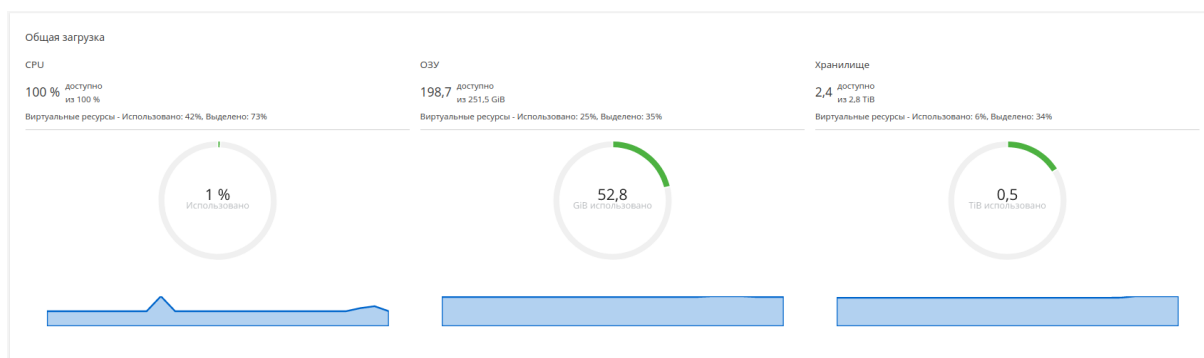 Общая загрузка
CPU
100 % доступно
из 100 %
Виртуальные ресурсы - Использовано: 42%, Выделено: 73%
1 %
Использовано
ОЗУ
198,7 доступно
из 251,5 GiB
Виртуальные ресурсы - Использовано: 25%, Выделено: 35%
52,8
GiB использовано
Хранилище
2,4 доступно
из 2,8 TiB
Виртуальные ресурсы - Использовано: 6%, Выделено: 34%
0,5
TiB использовано